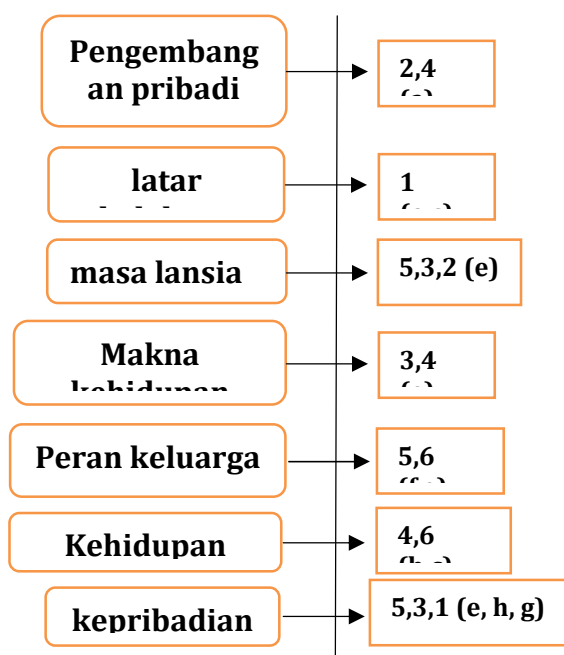 Pengembang
an pribadi
2,4
latar
1
masa lansia
5,3,2 (e)
Makna
kehidupan
3,4
Peran keluarga
5,6
Kehidupan
4,6
kepribadian
5,3,1 (e, h, g)